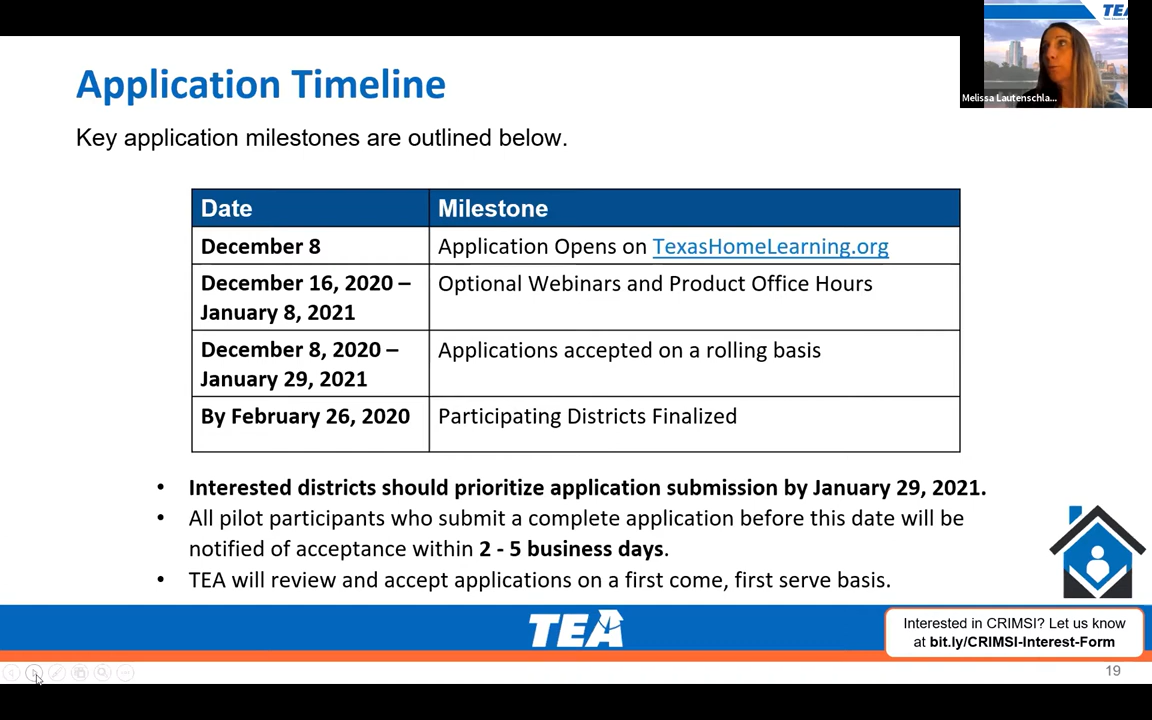 TEA
Melissa Lautenschla...
Application Timeline
Key application milestones are outlined below.
Date Milestone
December 8 Application Opens on TexasHomeLearning.org
December 16, 2020 – Optional Webinars and Product Office Hours
January 8, 2021
December 8, 2020 – Applications accepted on a rolling basis
January 29, 2021
By February 26, 2020 Participating Districts Finalized
• Interested districts should prioritize application submission by January 29, 2021.
• All pilot participants who submit a complete application before this date will be
notified of acceptance within 2 - 5 business days.
• TEA will review and accept applications on a first come, first serve basis.
TEA
Interested in CRIMSI? Let us know
at bit.ly/CRIMSI-Interest-Form
19